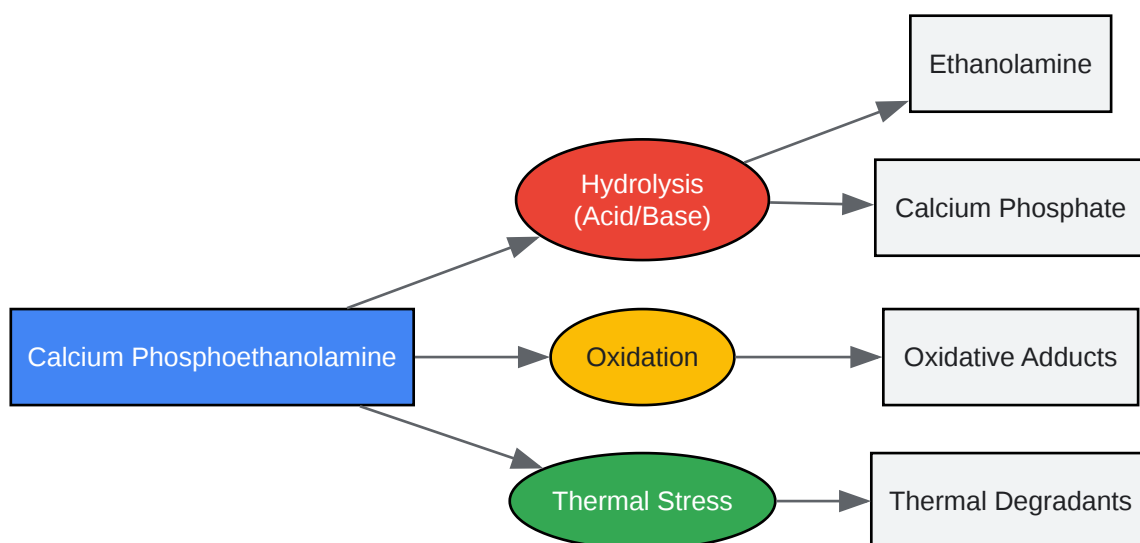 Ethanolamine
Hydrolysis
(Acid/Base)
Calcium Phosphate
Calcium Phosphoethanolamine
Oxidation
Oxidative Adducts
Thermal Stress
Thermal Degradants